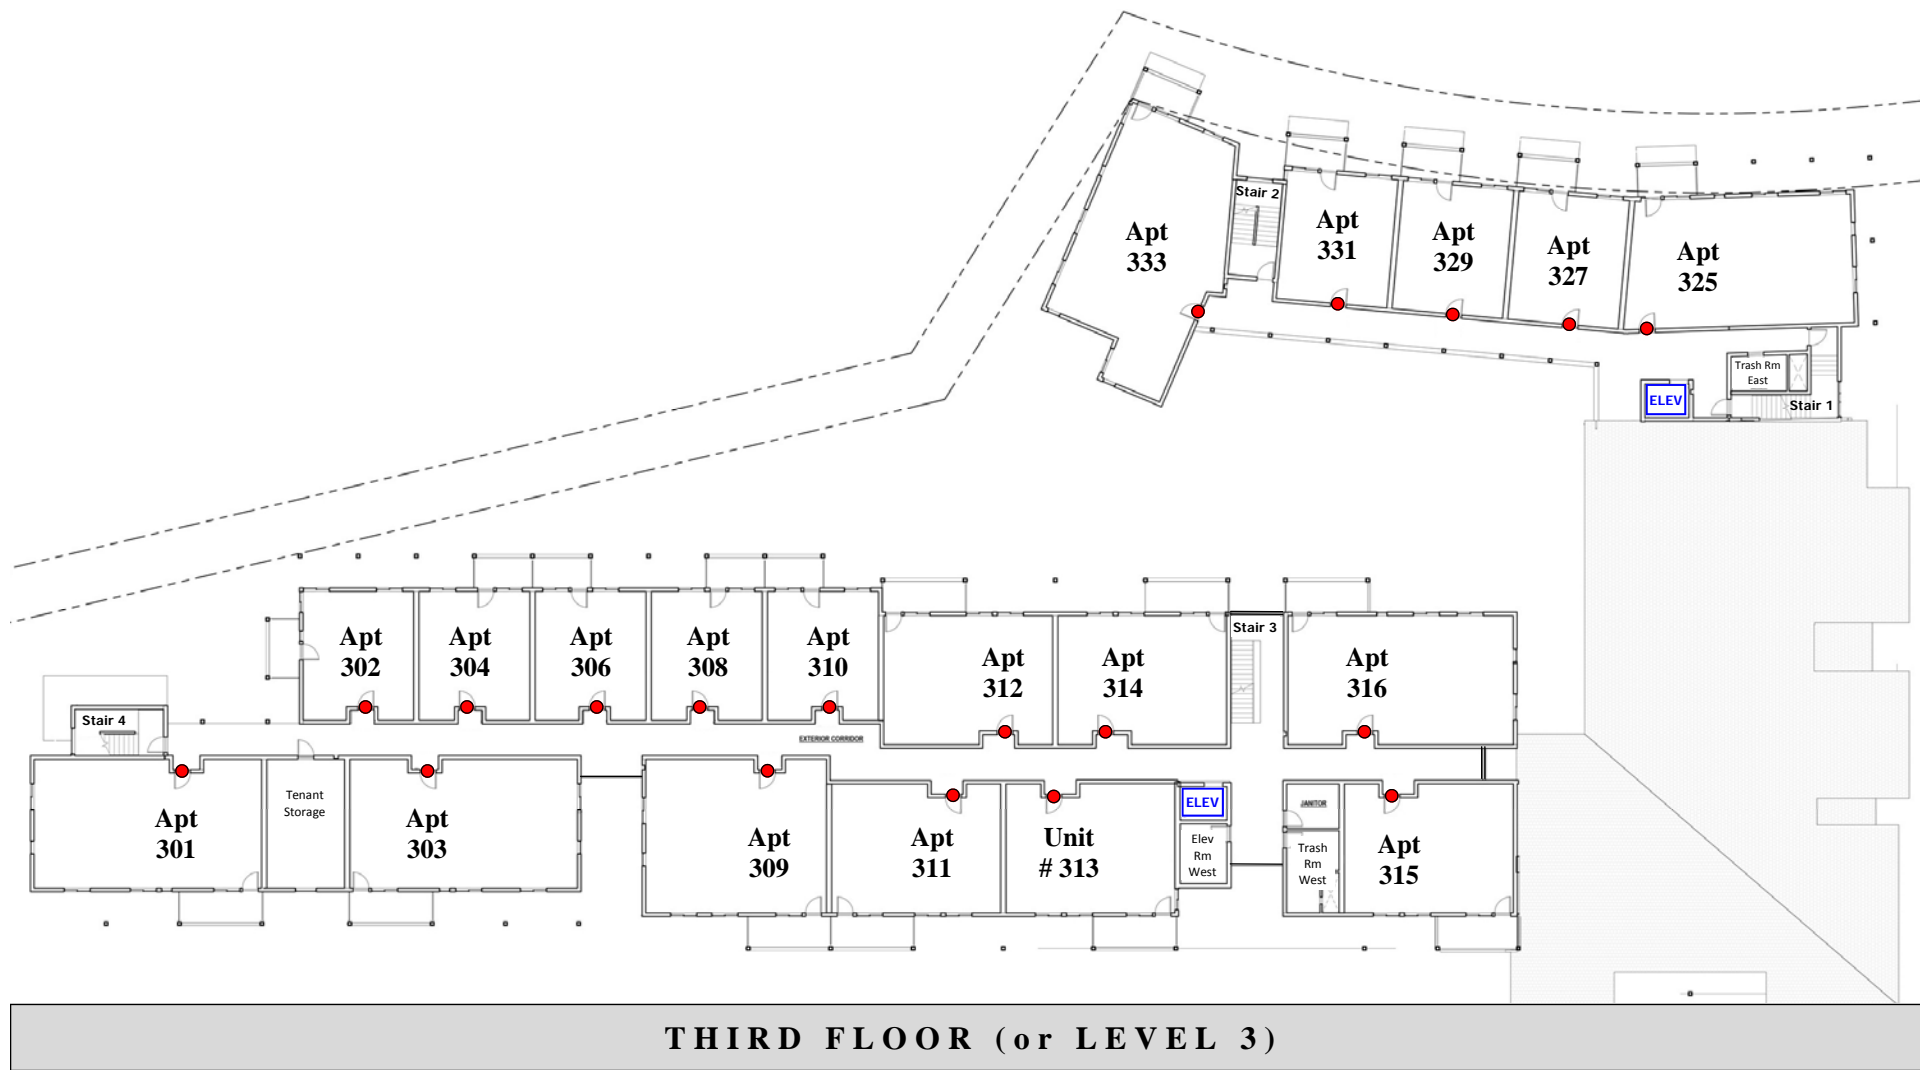 Stair 2
Apt
333
Apt
331
Apt
329
Apt
327
Apt
325
Trash Rm
East
ELEV
Stair 1
Apt
302
Apt
304
Apt
306
Apt
308
Apt
310
Apt
312
Apt
314
Stair 3
Apt
316
Stair 4
EXTERIOR CORRIDOR
Apt
301
Tenant
Storage
Apt
303
Apt
309
Apt
311
Unit
# 313
ELEV
Elev
Rm
West
JANITOR
Trash
Rm
West
Apt
315
THIRD FLOOR (or LEVEL 3)